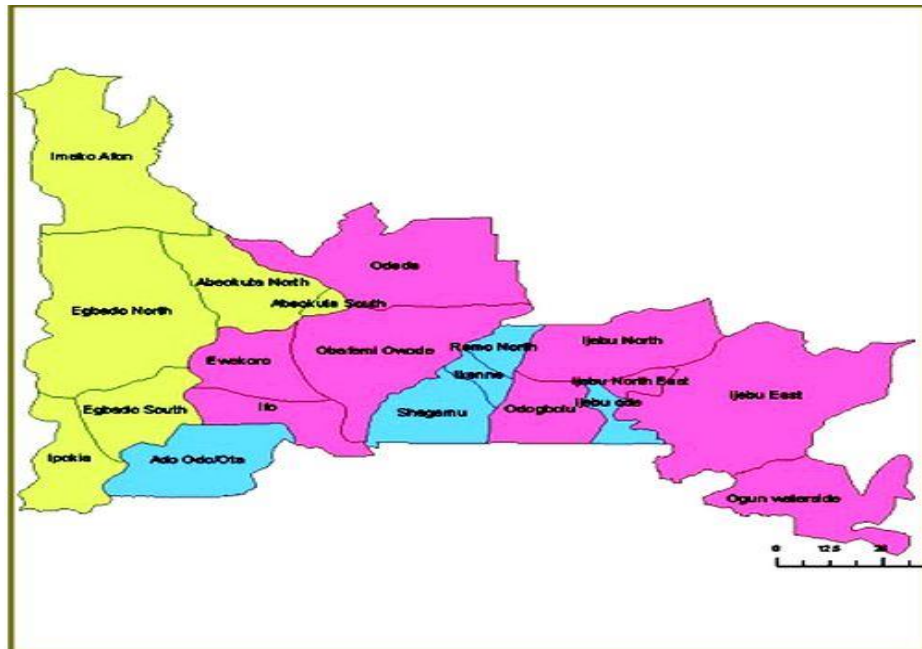 Imeko Afon
Odeda
Abeokuta North
Abeokuta South
Egbado North
Obafemi Owode
Remo North
Ijebu North
Ewekoro
Ikenne
Ijebu North East
Ijebu East
Egbado South
Ifo
Shagamu
Odogbolu
Ijebu ode
Ipokia
Ado Odo/Ota
Ogun waterside
0 12.5 25